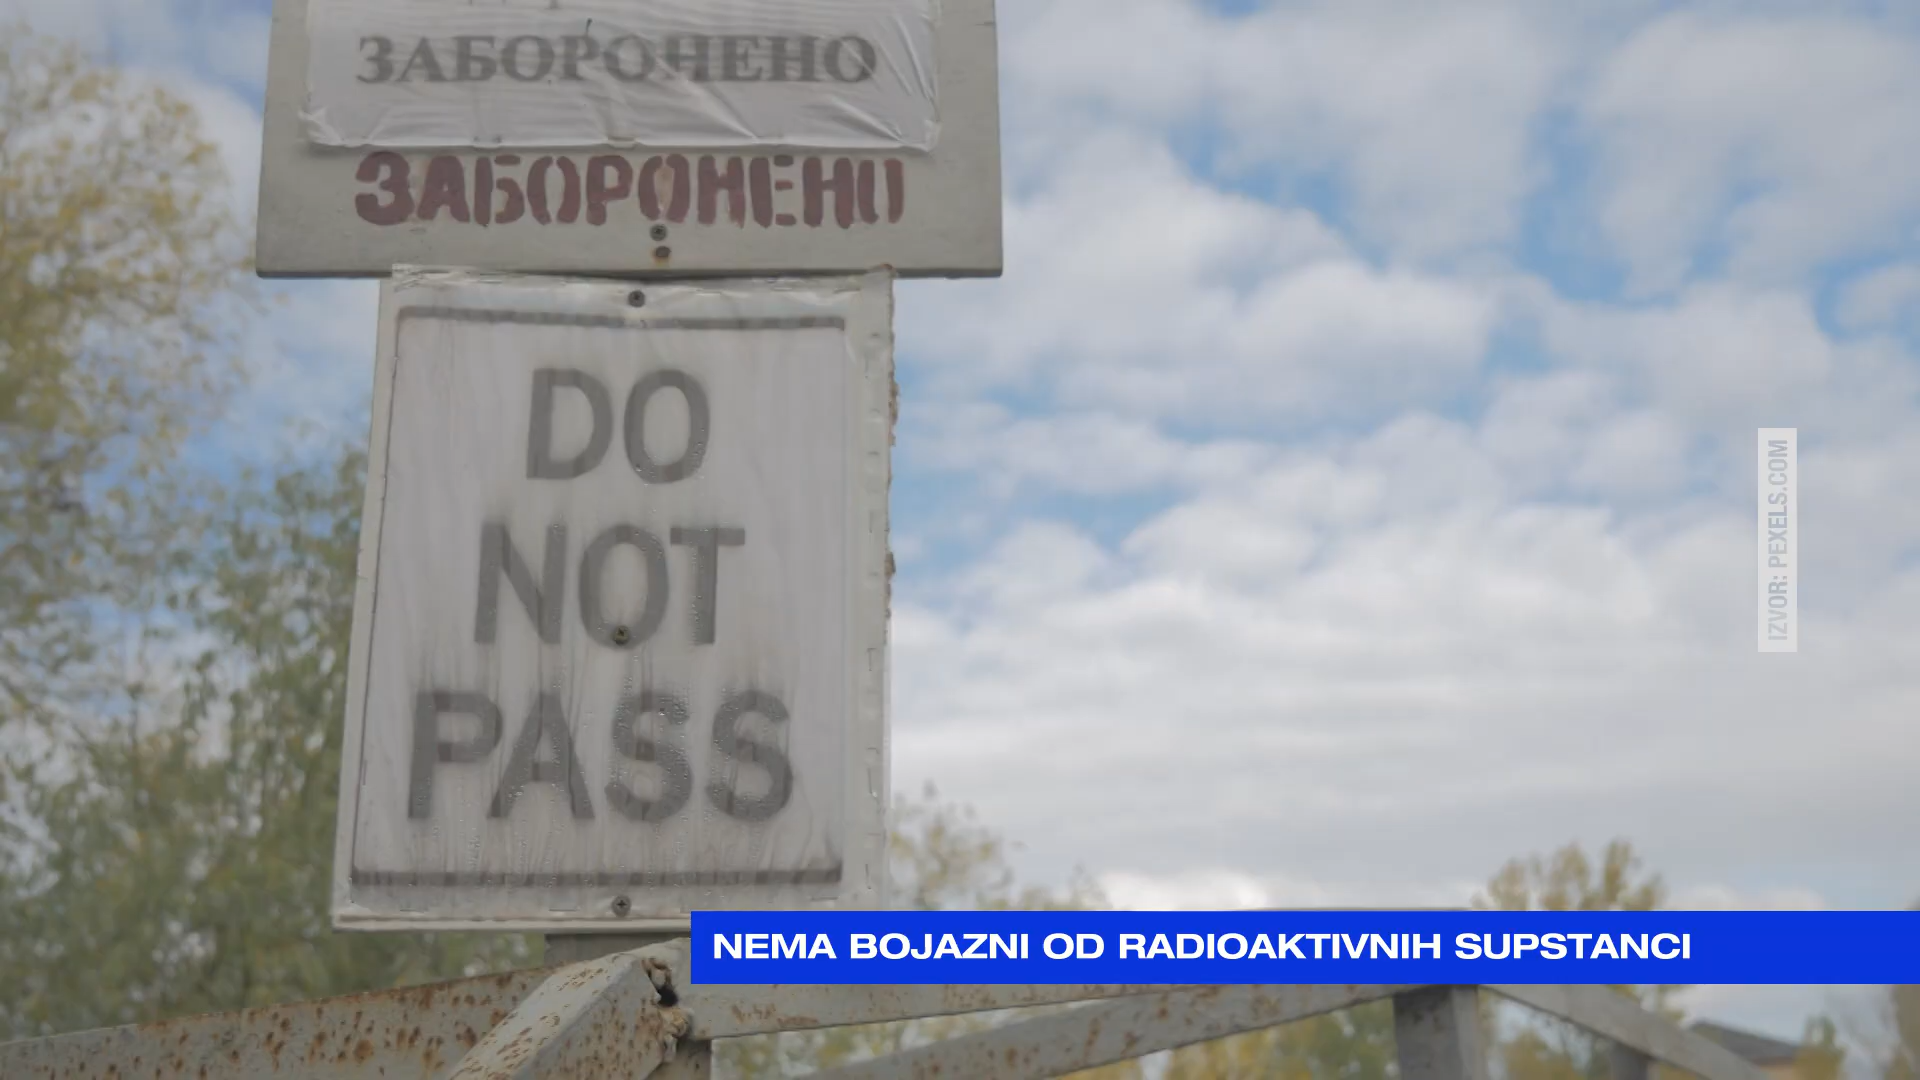 ЗАБОРОНЕНО
ЗАБОРОНЕНО
DO
NOT
PASS
IZVOR: PEXELS.COM
NEMA BOJAZNI OD RADIOAKTIVNIH SUPSTANCI